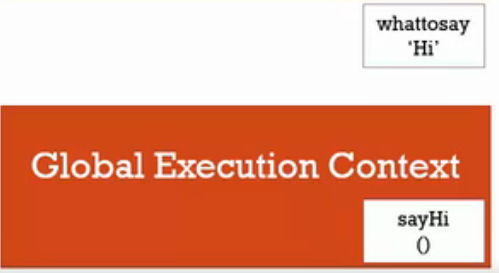 whattosay
‘Hi’
Global Execution Context
sayHi
()